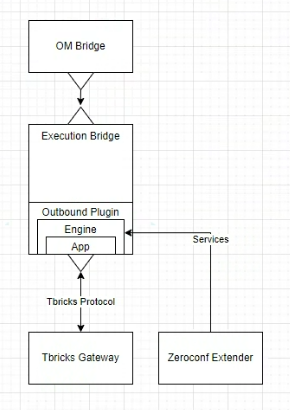 OM Bridge
Execution Bridge
Outbound Plugin
Engine
App
Services
Tbricks Protocol
Tbricks Gateway
Zeroconf Extender